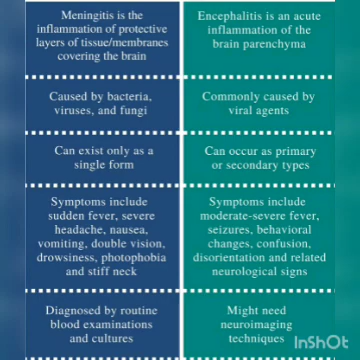 Meningitis is the
inflammation of protective
layers of tissue/membranes
covering the brain
Encephalitis is an acute
inflammation of the
brain parenchyma
Caused by bacteria,
viruses, and fungi
Commonly caused by
viral agents
Can exist only as a
single form
Can occur as primary
or secondary types
Symptoms include
sudden fever, severe
headache, nausea,
vomiting, double vision,
drowsiness, photophobia
and stiff neck
Symptoms include
moderate-severe fever,
seizures, behavioral
changes, confusion,
disorientation and related
neurological signs
Diagnosed by routine
blood examinations
and cultures
Might need
neuroimaging
techniques
InShOt